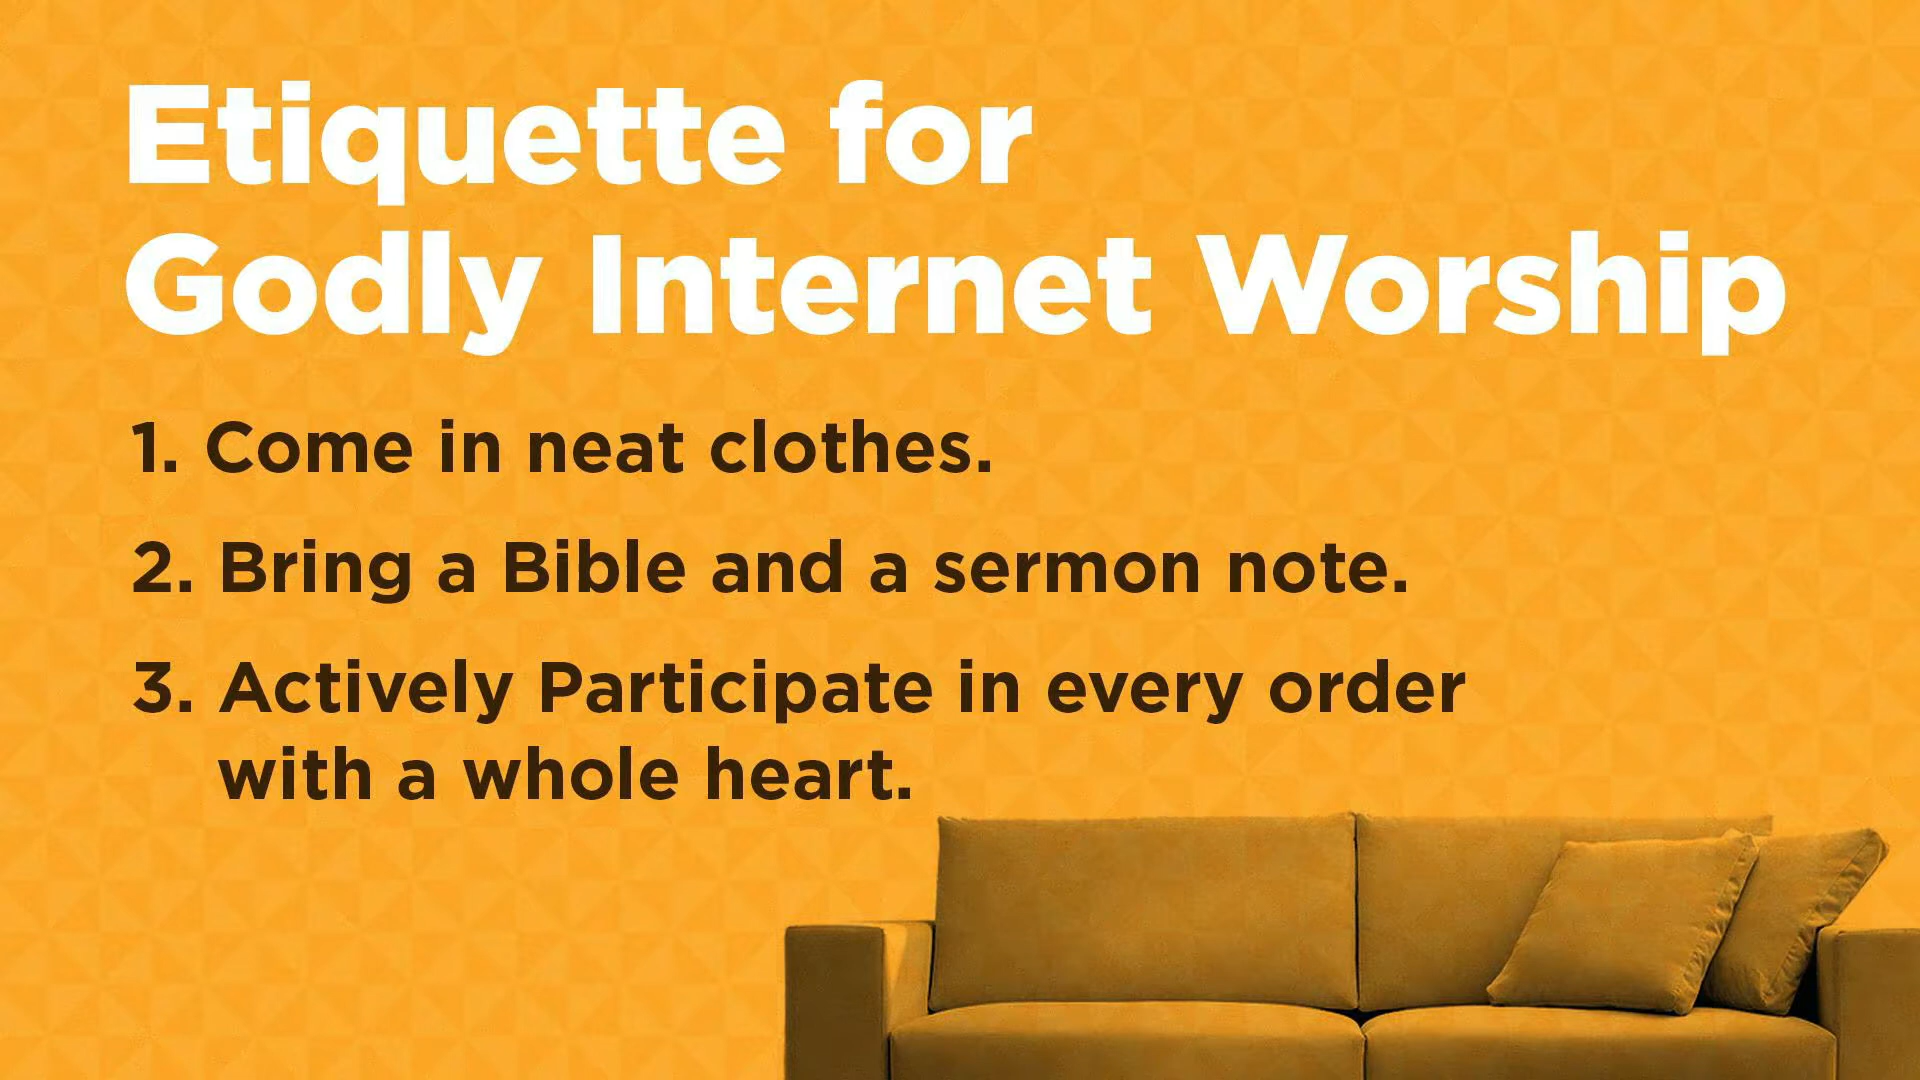 Etiquette for
Godly Internet Worship
1. Come in neat clothes.
2. Bring a Bible and a sermon note.
3. Actively Participate in every order
with a whole heart.